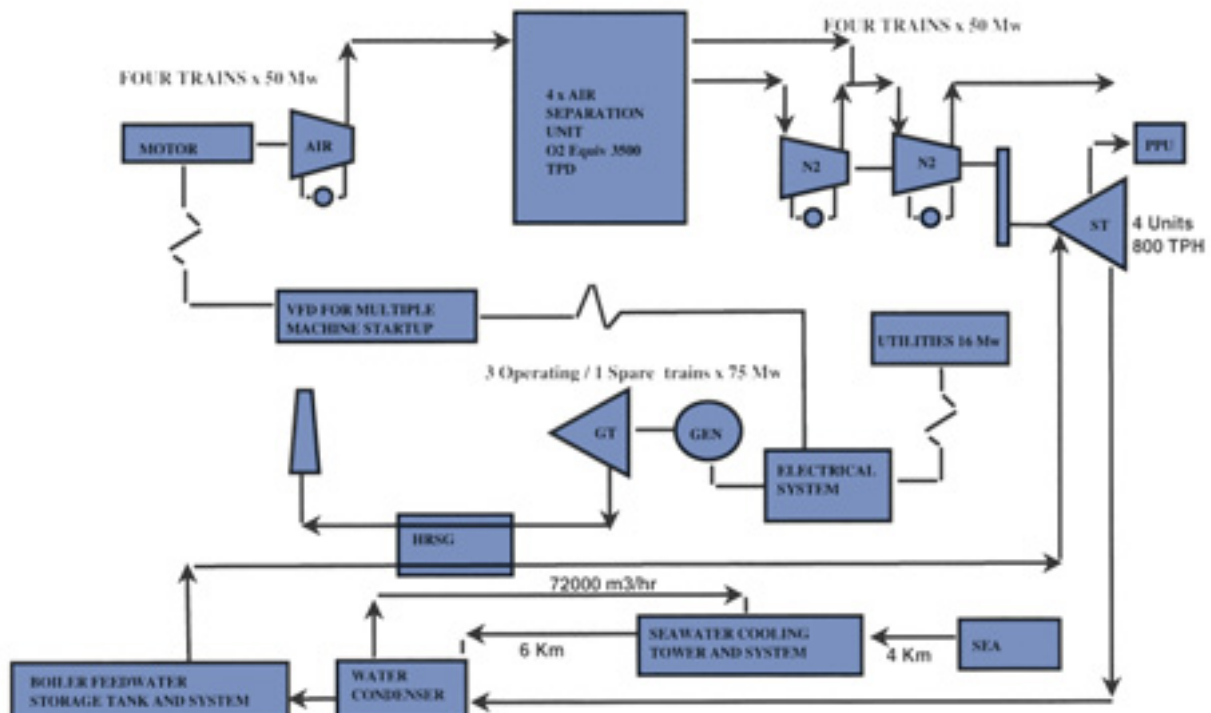 FOUR TRAINS x 50 Mw
FOUR TRAINS x 50 Mw
MOTOR
AIR
4 x AIR
SEPARATION
UNIT
O2 Equiv 3500
TPD
N2
N2
PPU
ST
4 Units
800 TPH
VFD FOR MULTIPLE
MACHINE STARTUP
UTILITIES 16 Mw
3 Operating / 1 Spare trains x 75 Mw
GT
GEN
ELECTRICAL
SYSTEM
HRSG
72000 m3/hr
SEAWATER COOLING
TOWER AND SYSTEM
6 Km
4 Km
SEA
BOILER FEEDWATER
STORAGE TANK AND SYSTEM
WATER
CONDENSER